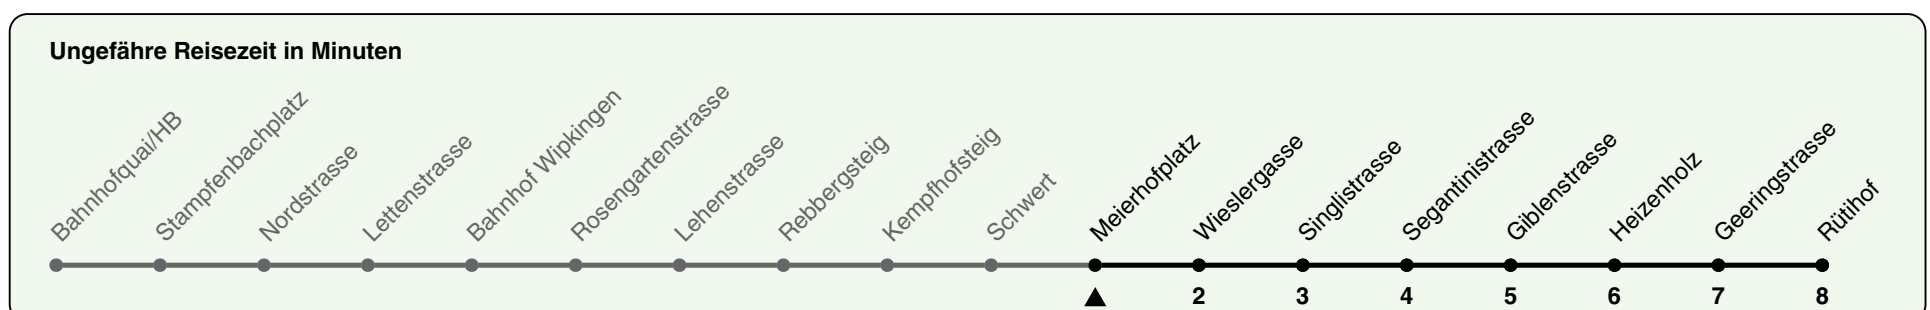 Ungefähre Reisezeit in Minuten
Bahnhofquai/HB
Stampfenbachplatz
Nordstrasse
Lettenstrasse
Bahnhof Wipkingen
Rosengartenstrasse
Lehenstrasse
Rebbergsteig
Kempfhofsteig
Schwert
Meierhofplatz
Wieslergasse
Singlistrasse
Segantinistrasse
Giblenstrasse
Heizenholz
Geeringstrasse
Rütihof
2 3 4 5 6 7 8